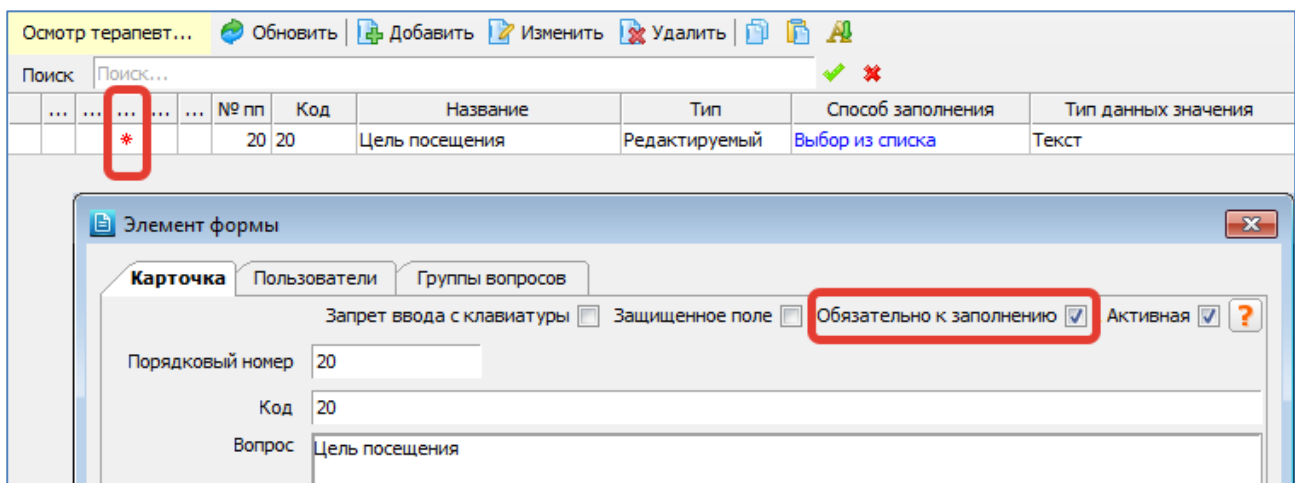 Осмотр терапевт... Обновить Добавить Изменить Удалить
Поиск Поиск...
... ... ... ... ... № пп Код Название Тип Способ заполнения Тип данных значения
* 20 20 Цель посещения Редактируемый Выбор из списка Текст
Элемент формы
Карточка Пользователи Группы вопросов
Запрет ввода с клавиатуры Защищенное поле Обязательно к заполнению Активная ?
Порядковый номер 20
Код 20
Вопрос Цель посещения